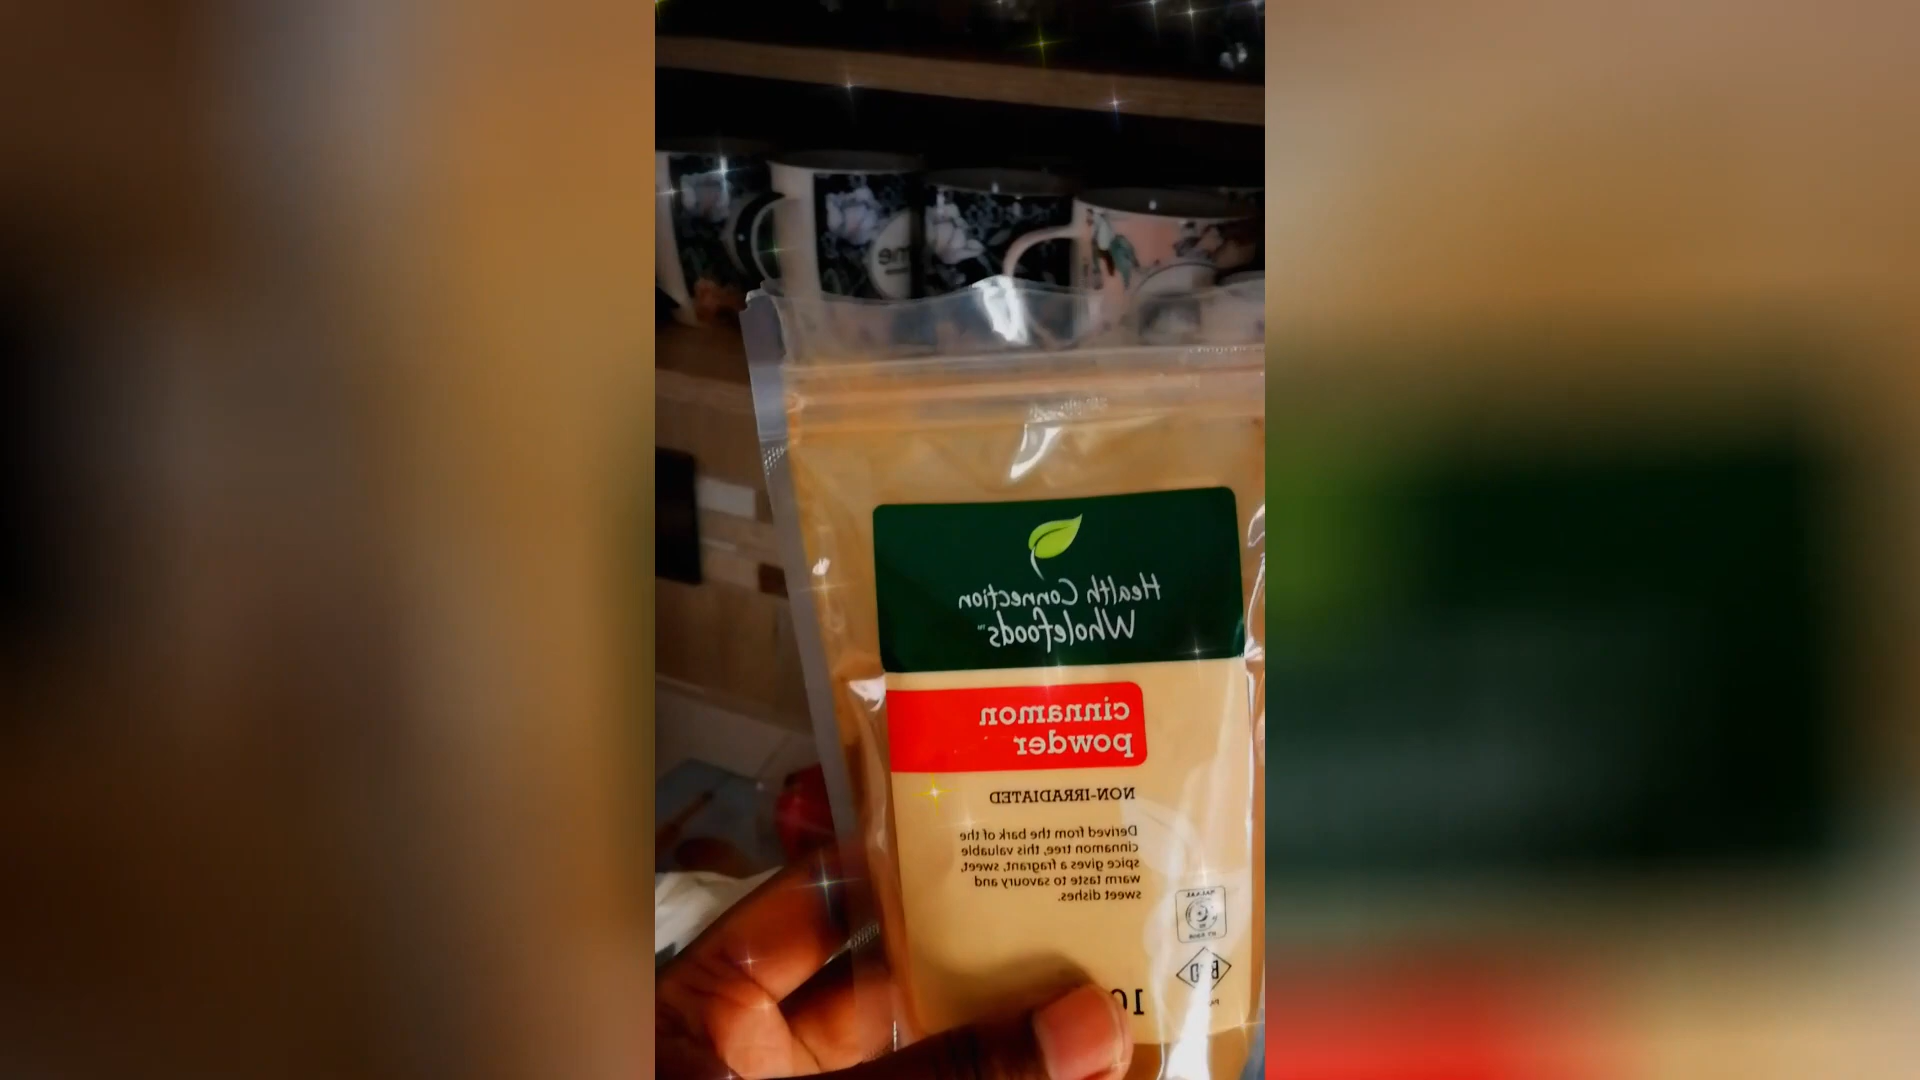 Health Connection
Wholefoods™
cinnamon
powder
NON-IRRADIATED
Derived from the bark of the
cinnamon tree, this valuable
spice gives a fragrant, sweet,
warm taste to savoury and
sweet dishes.